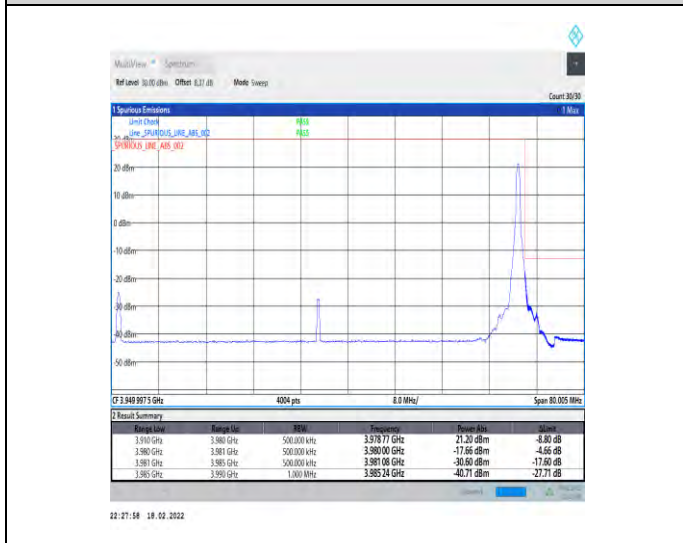 MultiView Spectrum
Ref Level 30.00 dBm Offset 8.37 dB Mode Sweep
Count 30/30
1 Spurious Emissions 1 Max
Limit Check PASS
Line _SPURIOUS_LINE_ABS_002 PASS
_SPURIOUS_LINE_ABS_002
20 dBm
10 dBm
0 dBm
-10 dBm
-20 dBm
-30 dBm
-40 dBm
-50 dBm
CF 3.949 997 5 GHz 4004 pts 8.0 MHz/ Span 80.005 MHz
2 Result Summary
Range Low Range Up RBW Frequency Power Abs ΔLimit
3.910 GHz 3.980 GHz 500.000 kHz 3.978 77 GHz 21.20 dBm -8.80 dB
3.980 GHz 3.981 GHz 500.000 kHz 3.980 00 GHz -17.66 dBm -4.66 dB
3.981 GHz 3.985 GHz 500.000 kHz 3.981 08 GHz -30.60 dBm -17.60 dB
3.985 GHz 3.990 GHz 1.000 MHz 3.985 24 GHz -40.71 dBm -27.71 dB
22:27:58 18.02.2022